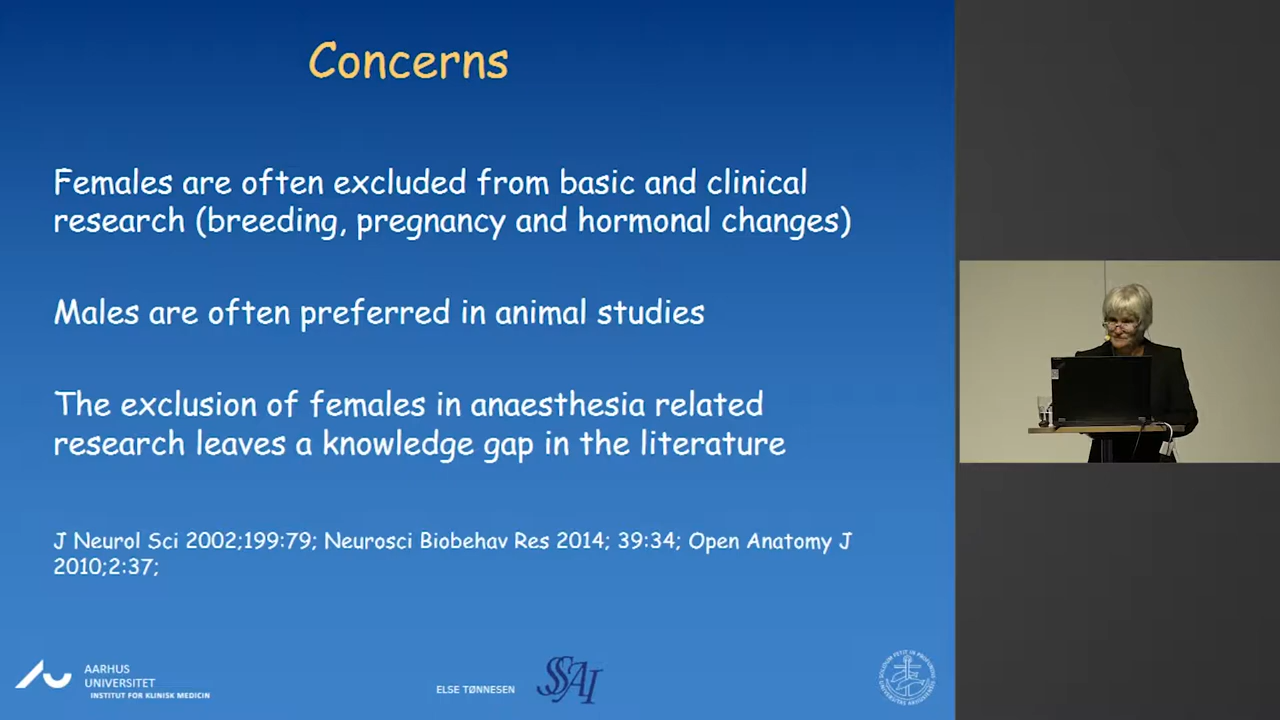 Concerns
Females are often excluded from basic and clinical
research (breeding, pregnancy and hormonal changes)
Males are often preferred in animal studies
The exclusion of females in anaesthesia related
research leaves a knowledge gap in the literature
J Neurol Sci 2002;199:79; Neurosci Biobehav Res 2014; 39:34; Open Anatomy J
2010;2:37;
AARHUS
UNIVERSITET
INSTITUT FOR KLINISK MEDICIN
ELSE TØNNESEN
SSAI